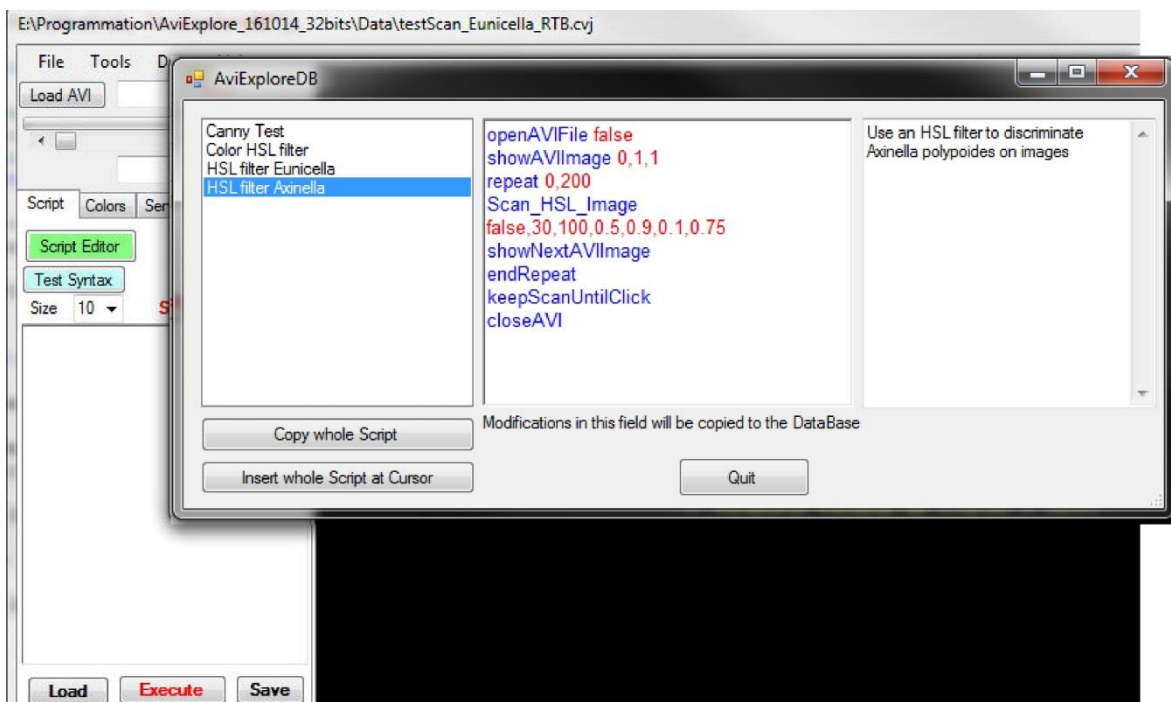 E:\Programmation\AviExplore_161014_32bits\Data\testScan_Eunicella_RTB.cvj
File Tools
AviExploreDB
Load AVI
Canny Test
Color HSL filter
HSL filter Eunicella
HSL filter Axinella
openAVIFile false
showAVIImage 0,1,1
repeat 0,200
Scan_HSL_Image
false,30,100,0.5,0.9,0.1,0.75
showNextAVIImage
endRepeat
keepScanUntilClick
closeAVI
Use an HSL filter to discriminate
Axinella polypoides on images
Script Colors Ser
Script Editor
Test Syntax
Size 10
Copy whole Script
Modifications in this field will be copied to the DataBase
Insert whole Script at Cursor
Quit
Load Execute Save